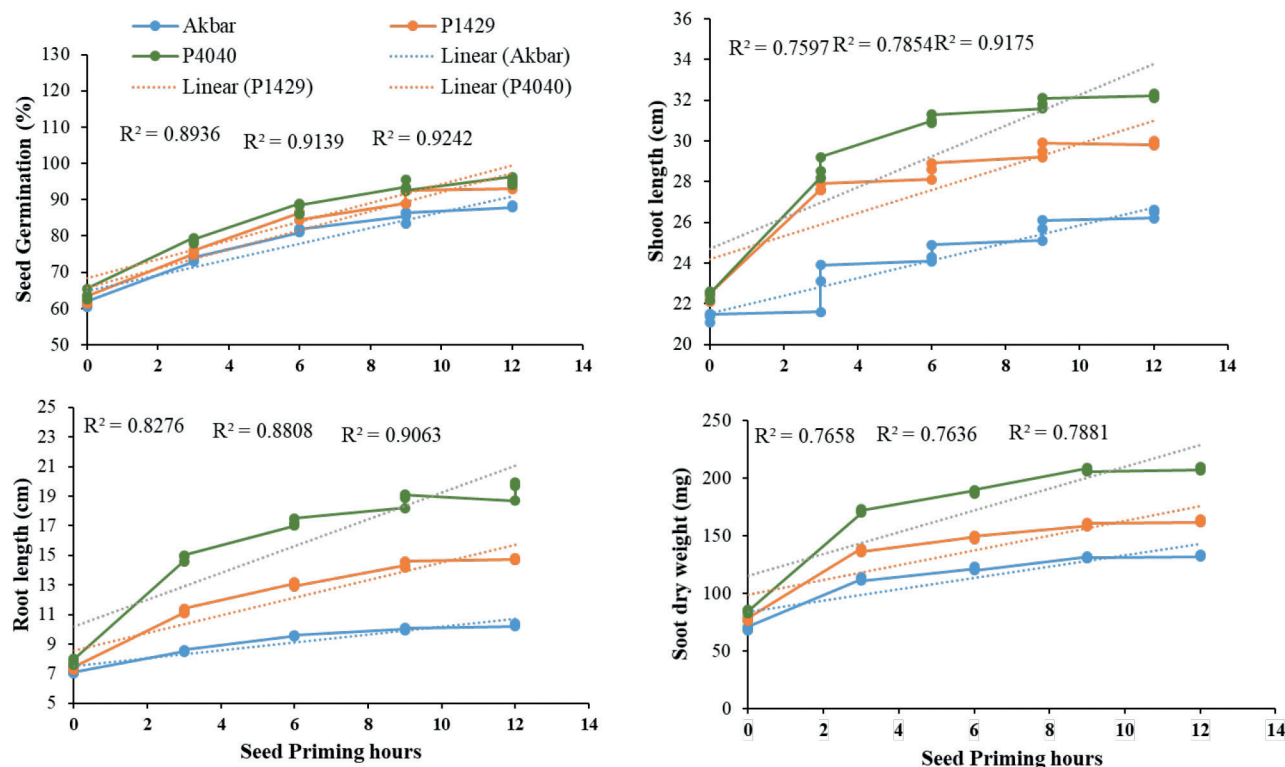 Akbar P1429
P4040 Linear (Akbar)
Linear (P1429) Linear (P4040)
Seed Germination (%)
130
120
110
100
90
80
70
60
50
R² = 0.8936 R² = 0.9139 R² = 0.9242
0 2 4 6 8 10 12 14
Shoot length (cm)
36
34
32
30
28
26
24
22
20
R² = 0.7597 R² = 0.7854 R² = 0.9175
0 2 4 6 8 10 12 14
Root length (cm)
25
23
21
19
17
15
13
11
9
7
5
R² = 0.8276 R² = 0.8808 R² = 0.9063
0 2 4 6 8 10 12 14
Seed Priming hours
Soot dry weight (mg)
250
200
150
100
50
0
R² = 0.7658 R² = 0.7636 R² = 0.7881
0 2 4 6 8 10 12 14
Seed Priming hours